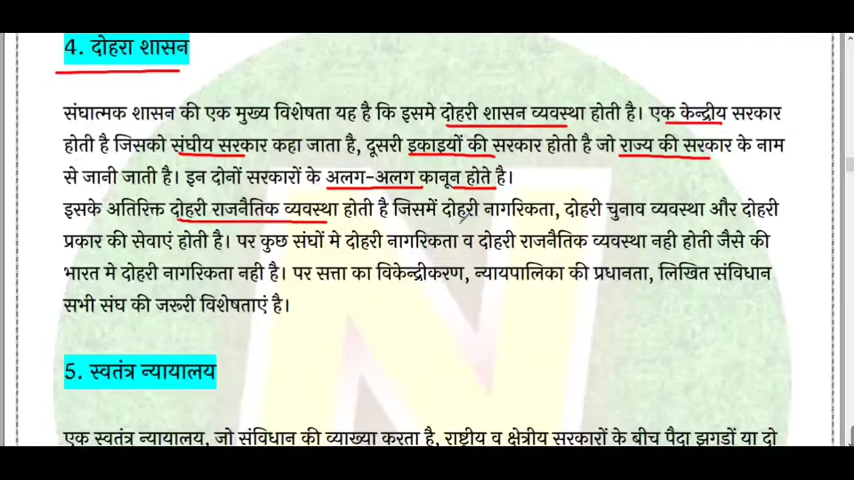 4. दोहरा शासन
संघात्मक शासन की एक मुख्य विशेषता यह है कि इसमे दोहरी शासन व्यवस्था होती है। एक केन्द्रीय सरकार
होती है जिसको संघीय सरकार कहा जाता है, दूसरी इकाइयों की सरकार होती है जो राज्य की सरकार के नाम
से जानी जाती है। इन दोनों सरकारों के अलग-अलग कानून होते है।
इसके अतिरिक्त दोहरी राजनैतिक व्यवस्था होती है जिसमें दोहरी नागरिकता, दोहरी चुनाव व्यवस्था और दोहरी
प्रकार की सेवाएं होती है। पर कुछ संघों मे दोहरी नागरिकता व दोहरी राजनैतिक व्यवस्था नही होती जैसे की
भारत मे दोहरी नागरिकता नही है। पर सत्ता का विकेन्द्रीकरण, न्यायपालिका की प्रधानता, लिखित संविधान
सभी संघ की जरूरी विशेषताएं है।
5. स्वतंत्र न्यायालय
एक स्वतंत्र न्यायालय, जो संविधान की व्याख्या करता है, राष्ट्रीय व क्षेत्रीय सरकारों के बीच पैदा झगडों या दो